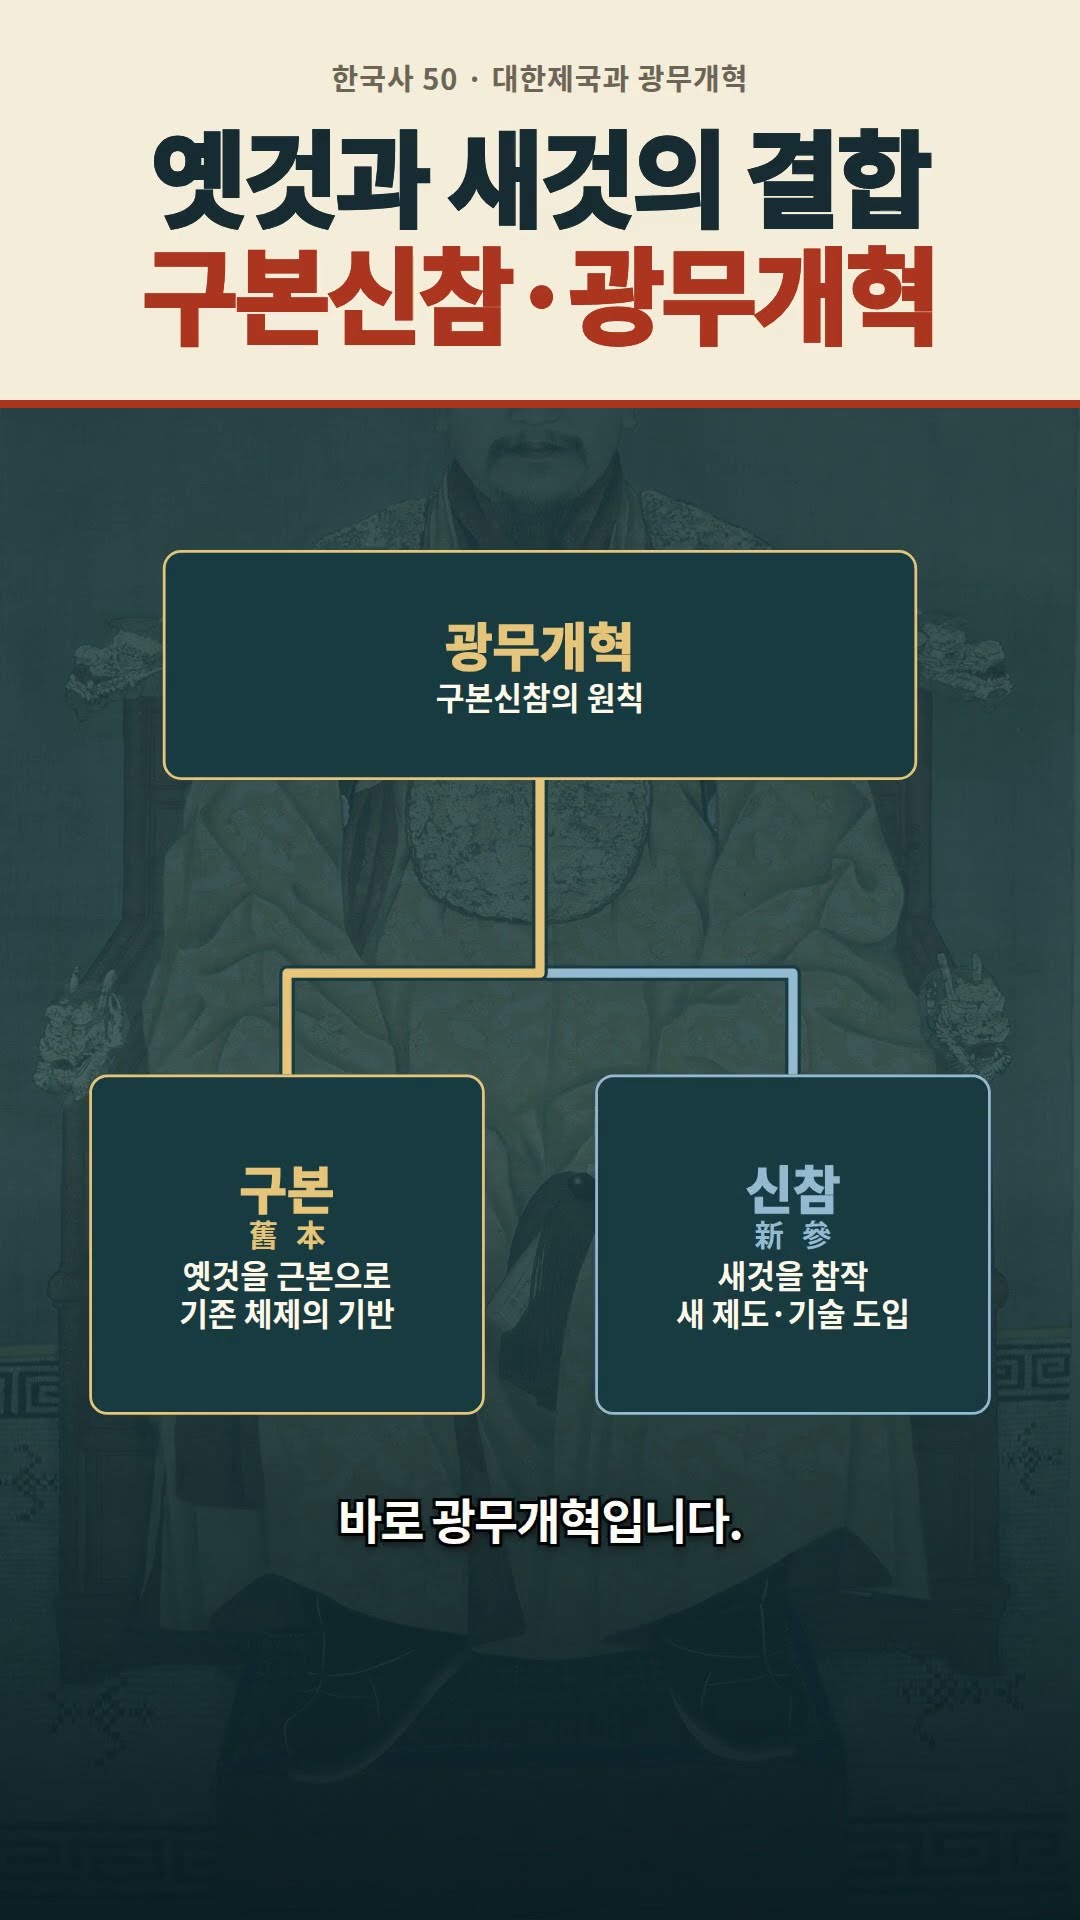 한국사 50 · 대한제국과 광무개혁
옛것과 새것의 결합
구본신참·광무개혁
광무개혁
구본신참의 원칙
구본
舊 本
옛것을 근본으로
기존 체제의 기반
신참
新 參
새것을 참작
새 제도·기술 도입
바로 광무개혁입니다.